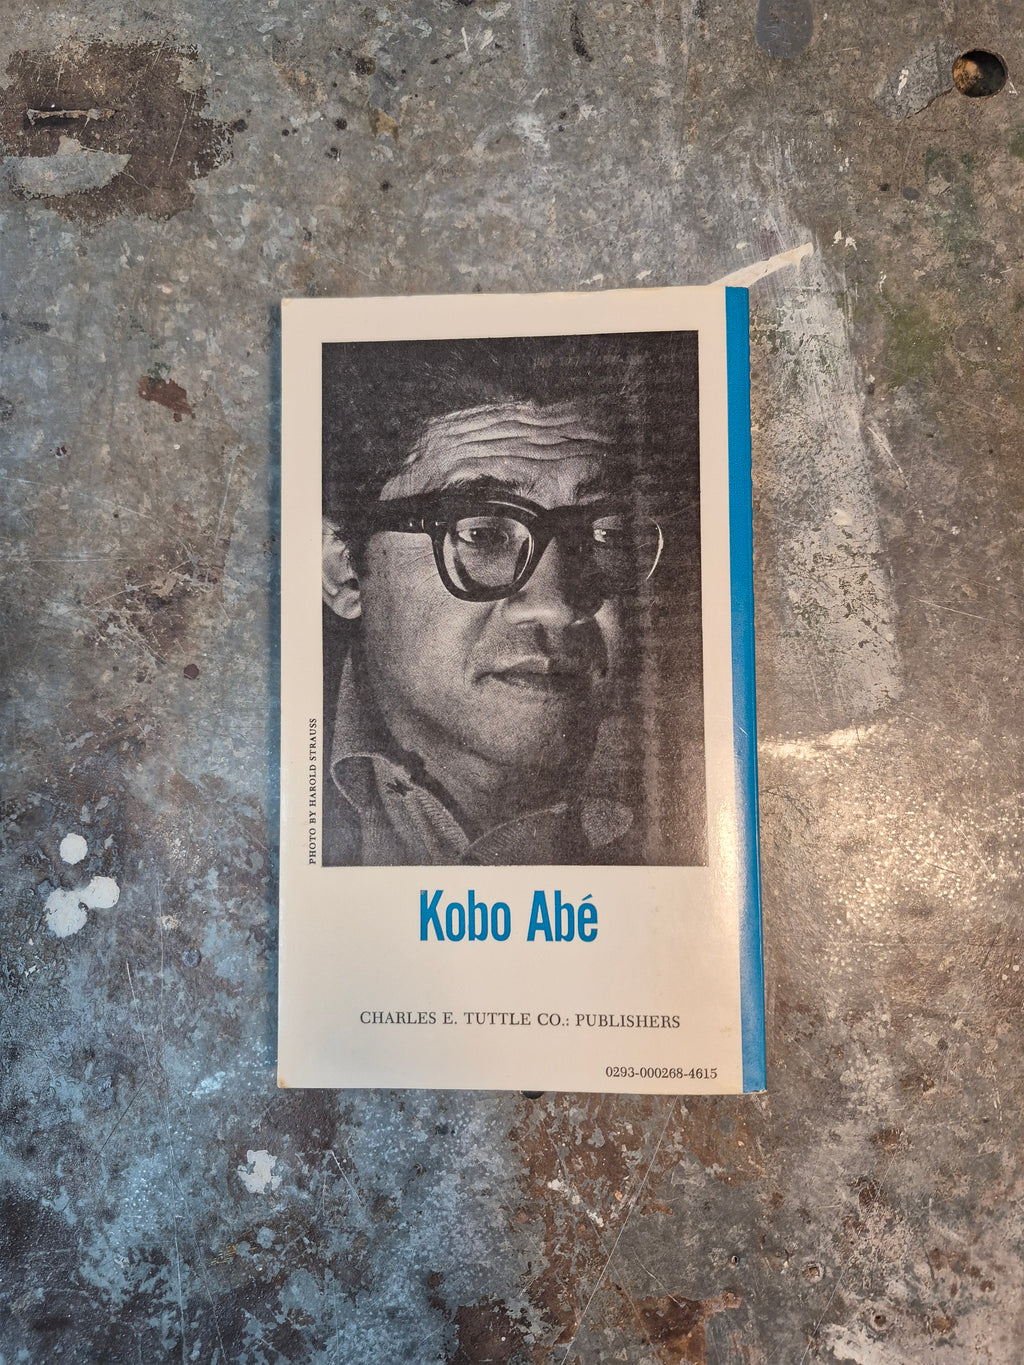 PHOTO BY HAROLD STRAUSS
Kobo Abé
CHARLES E. TUTTLE CO.: PUBLISHERS
0293-000268-4615